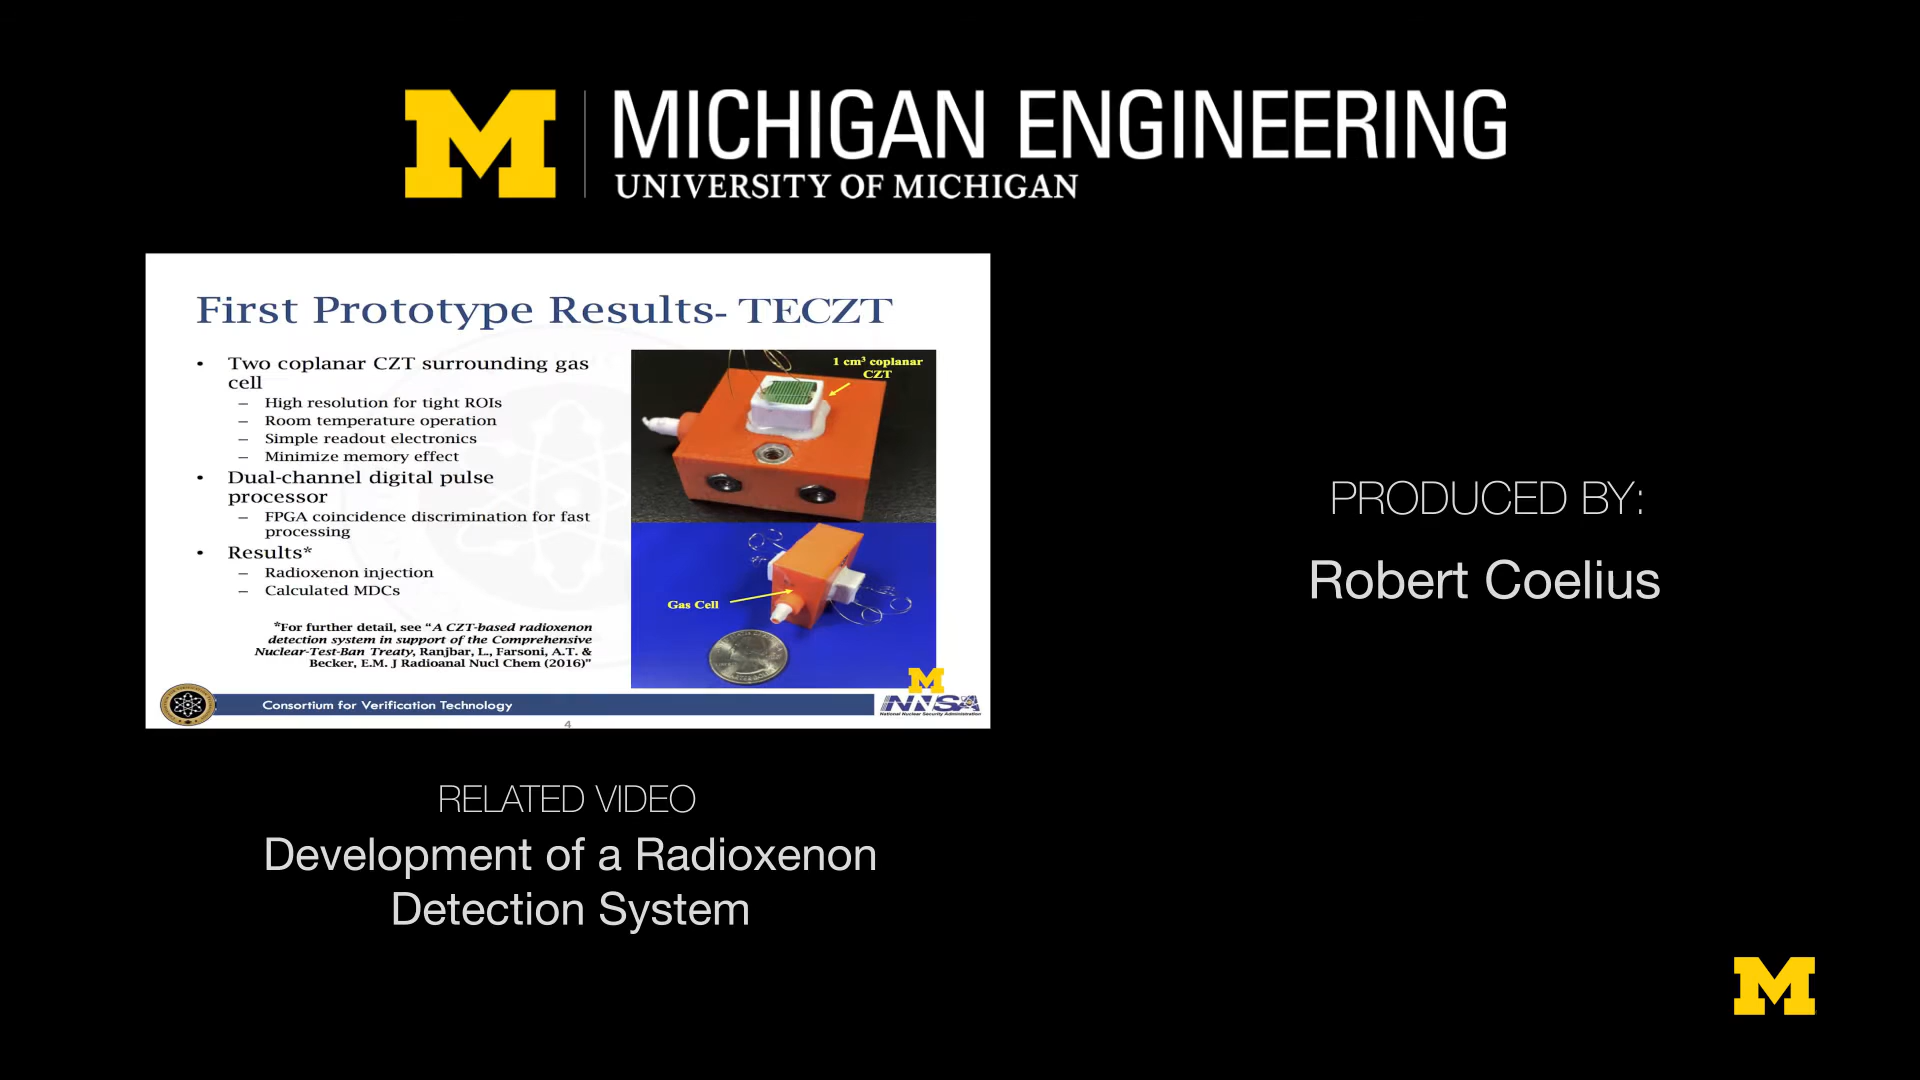 M MICHIGAN ENGINEERING
UNIVERSITY OF MICHIGAN
First Prototype Results- TECZT
• Two coplanar CZT surrounding gas
cell
– High resolution for tight ROIs
– Room temperature operation
– Simple readout electronics
– Minimize memory effect
• Dual-channel digital pulse
processor
– FPGA coincidence discrimination for fast
processing
• Results*
– Radioxenon injection
– Calculated MDCs
*For further detail, see “A CZT-based radioxenon
detection system in support of the Comprehensive
Nuclear-Test-Ban Treaty, Ranjbar, L., Farsoni, A.T. &
Becker, E.M. J Radioanal Nucl Chem (2016)”
1 cm³ coplanar
CZT
Gas Cell
Consortium for Verification Technology
M
NNSA
National Nuclear Security Administration
4
RELATED VIDEO
Development of a Radioxenon
Detection System
PRODUCED BY:
Robert Coelius
M